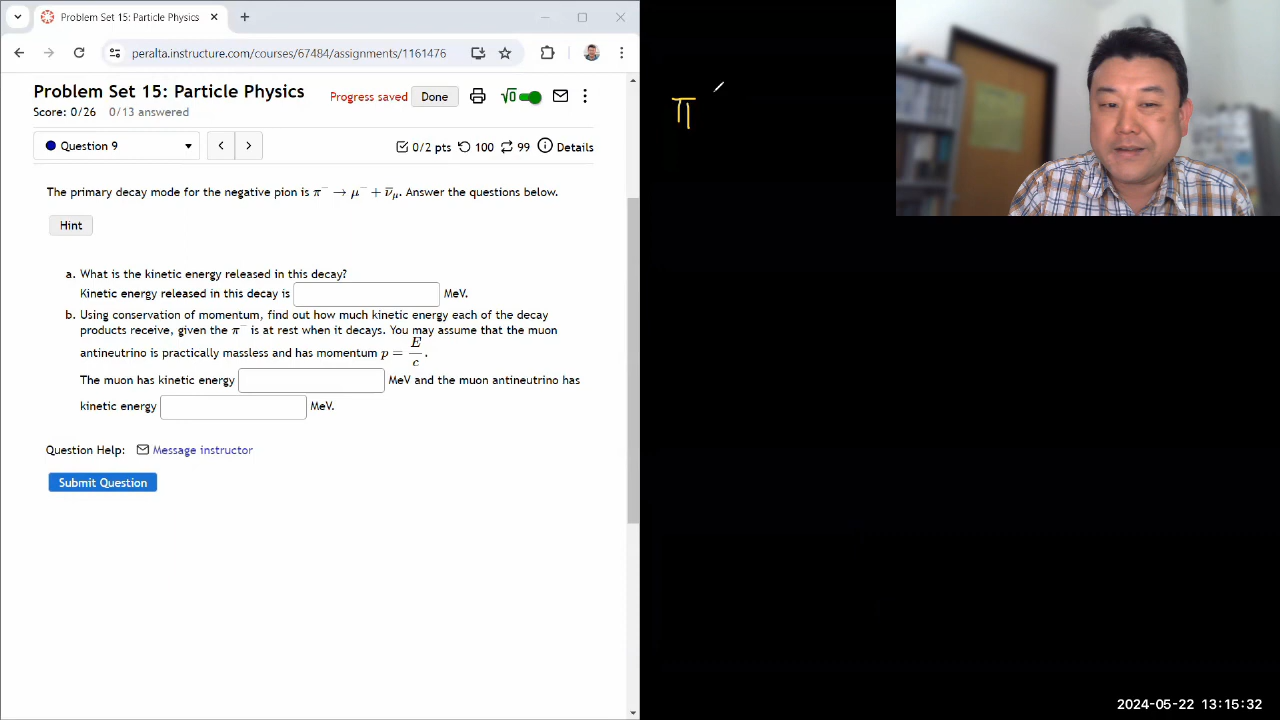 Problem Set 15: Particle Physics
peralta.instructure.com/courses/67484/assignments/1161476
Problem Set 15: Particle Physics
Progress saved
Done
√0
Score: 0/26
0/13 answered
Question 9
0/2 pts
100
99
Details
The primary decay mode for the negative pion is π⁻ → μ⁻ + ν̅μ. Answer the questions below.
Hint
a. What is the kinetic energy released in this decay?
Kinetic energy released in this decay is
MeV.
b. Using conservation of momentum, find out how much kinetic energy each of the decay
products receive, given the π⁻ is at rest when it decays. You may assume that the muon
antineutrino is practically massless and has momentum p = E/c.
The muon has kinetic energy
MeV and the muon antineutrino has
kinetic energy
MeV.
Question Help:
Message instructor
Submit Question
π
2024-05-22 13:15:32